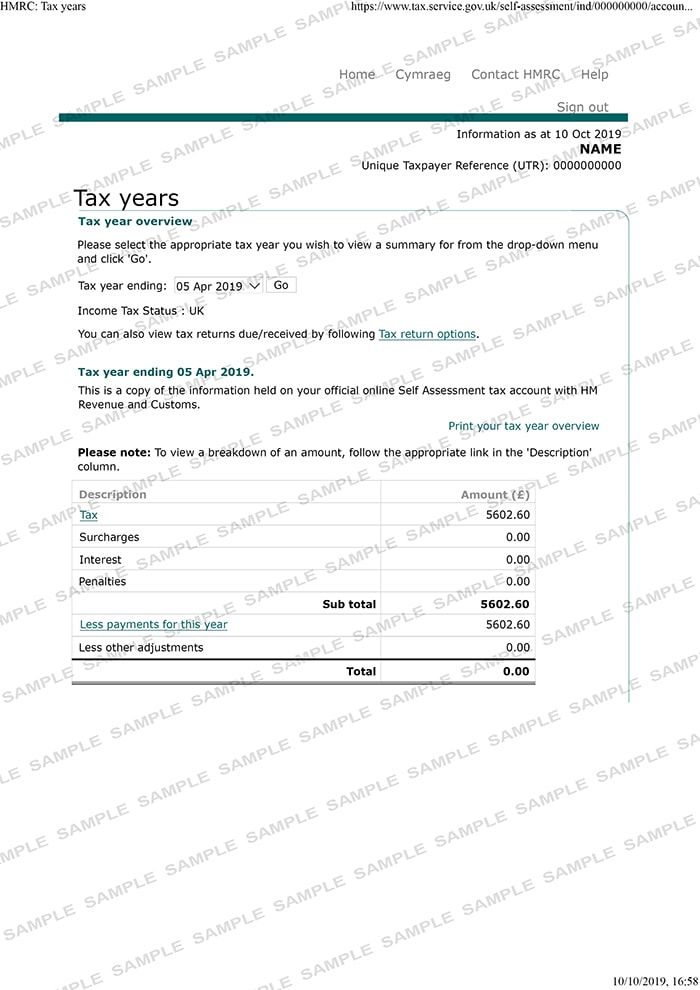 HMRC: Tax years
https://www.tax.service.gov.uk/self-assessment/ind/000000000/accoun...
Home Cymraeg Contact HMRC Help
Sign out
Information as at 10 Oct 2019
NAME
Unique Taxpayer Reference (UTR): 0000000000
Tax years
Tax year overview
Please select the appropriate tax year you wish to view a summary for from the drop-down menu
and click 'Go'.
Tax year ending: 05 Apr 2019 Go
Income Tax Status : UK
You can also view tax returns due/received by following Tax return options.
Tax year ending 05 Apr 2019.
This is a copy of the information held on your official online Self Assessment tax account with HM
Revenue and Customs.
Print your tax year overview
Please note: To view a breakdown of an amount, follow the appropriate link in the 'Description'
column.
Description Amount (£)
Tax 5602.60
Surcharges 0.00
Interest 0.00
Penalties 0.00
Sub total 5602.60
Less payments for this year 5602.60
Less other adjustments 0.00
Total 0.00
10/10/2019, 16:58
SAMPLE